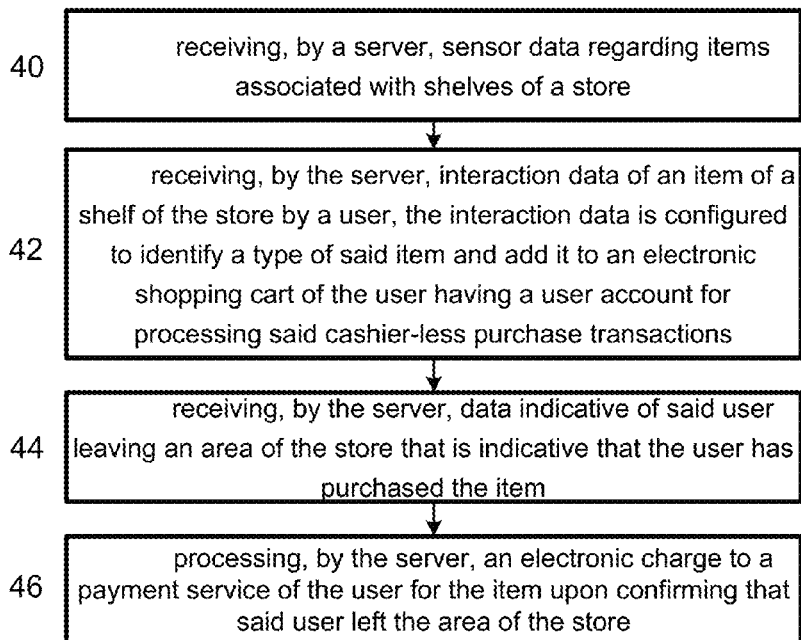 40
receiving, by a server, sensor data regarding items
associated with shelves of a store
42
receiving, by the server, interaction data of an item of a
shelf of the store by a user, the interaction data is configured
to identify a type of said item and add it to an electronic
shopping cart of the user having a user account for
processing said cashier-less purchase transactions
44
receiving, by the server, data indicative of said user
leaving an area of the store that is indicative that the user has
purchased the item
46
processing, by the server, an electronic charge to a
payment service of the user for the item upon confirming that
said user left the area of the store